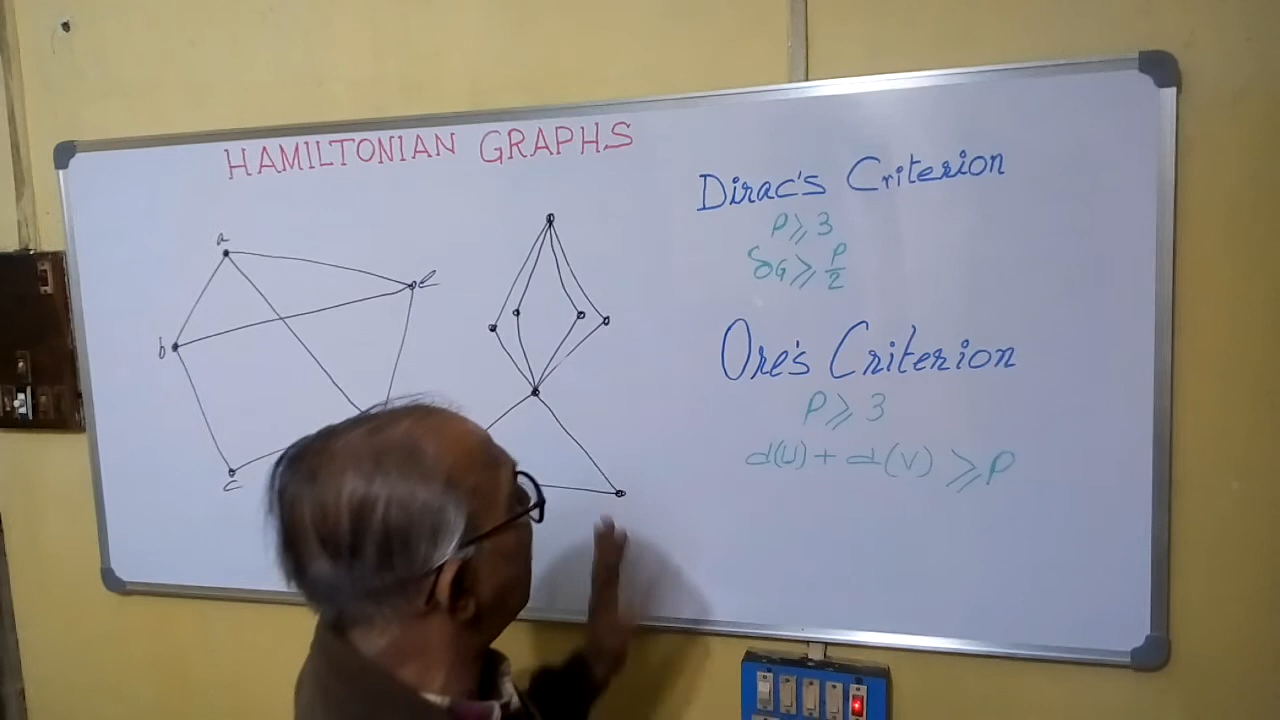 HAMILTONIAN GRAPHS
a
e
b
c
Dirac's Criterion
P ⩾ 3
δG ⩾ P/2
Ore's Criterion
P ⩾ 3
d(U) + d(V) ⩾ P